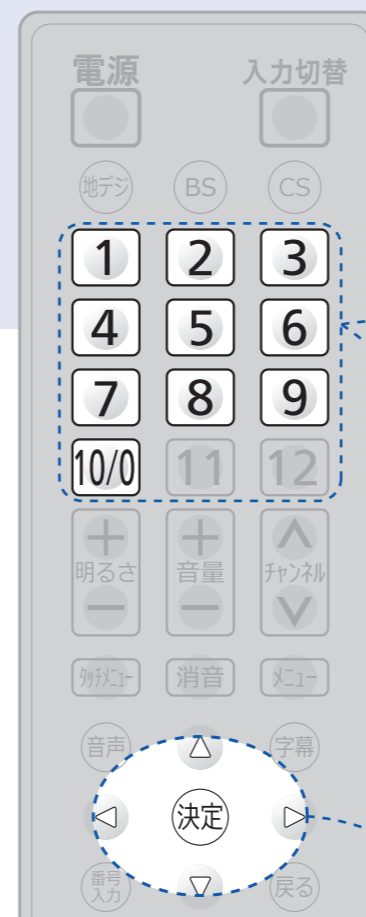 電源 入力切替
地デジ BS CS
1 2 3
4 5 6
7 8 9
10/0 11 12
明るさ 音量 チャンネル
タッチメニュー 消音 メニュー
音声 字幕
決定
番号 戻る
入力